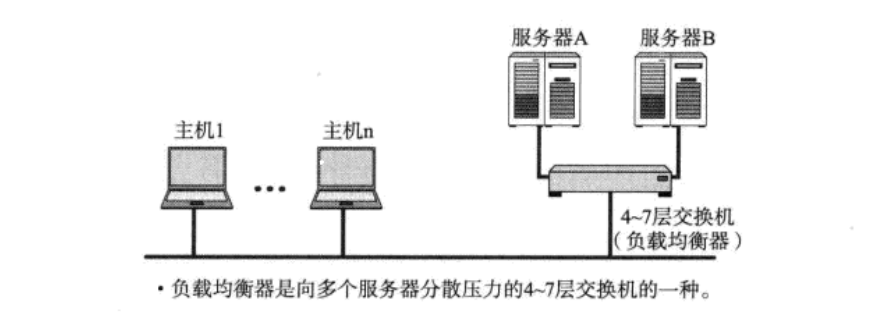 服务器A
服务器B
主机1
主机n
4~7层交换机
（负载均衡器）
·负载均衡器是向多个服务器分散压力的4~7层交换机的一种。